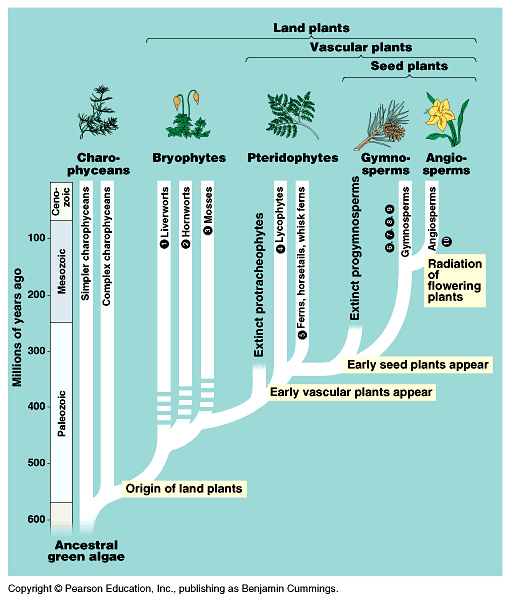 Land plants
Vascular plants
Seed plants
Charo-
phyceans
Bryophytes
Pteridophytes
Gymno-
sperms
Angio-
sperms
Ceno-
zoic
Mesozoic
Paleozoic
Millions of years ago
100
200
300
400
500
600
Simpler charophyceans
Complex charophyceans
1 Liverworts
2 Hornworts
3 Mosses
Extinct protracheophytes
4 Lycophytes
5 Ferns, horsetails, whisk ferns
Extinct progymnosperms
6 7 8 9
Gymnosperms
Angiosperms
10
Radiation
of
flowering
plants
Early seed plants appear
Early vascular plants appear
Origin of land plants
Ancestral
green algae
Copyright © Pearson Education, Inc., publishing as Benjamin Cummings.